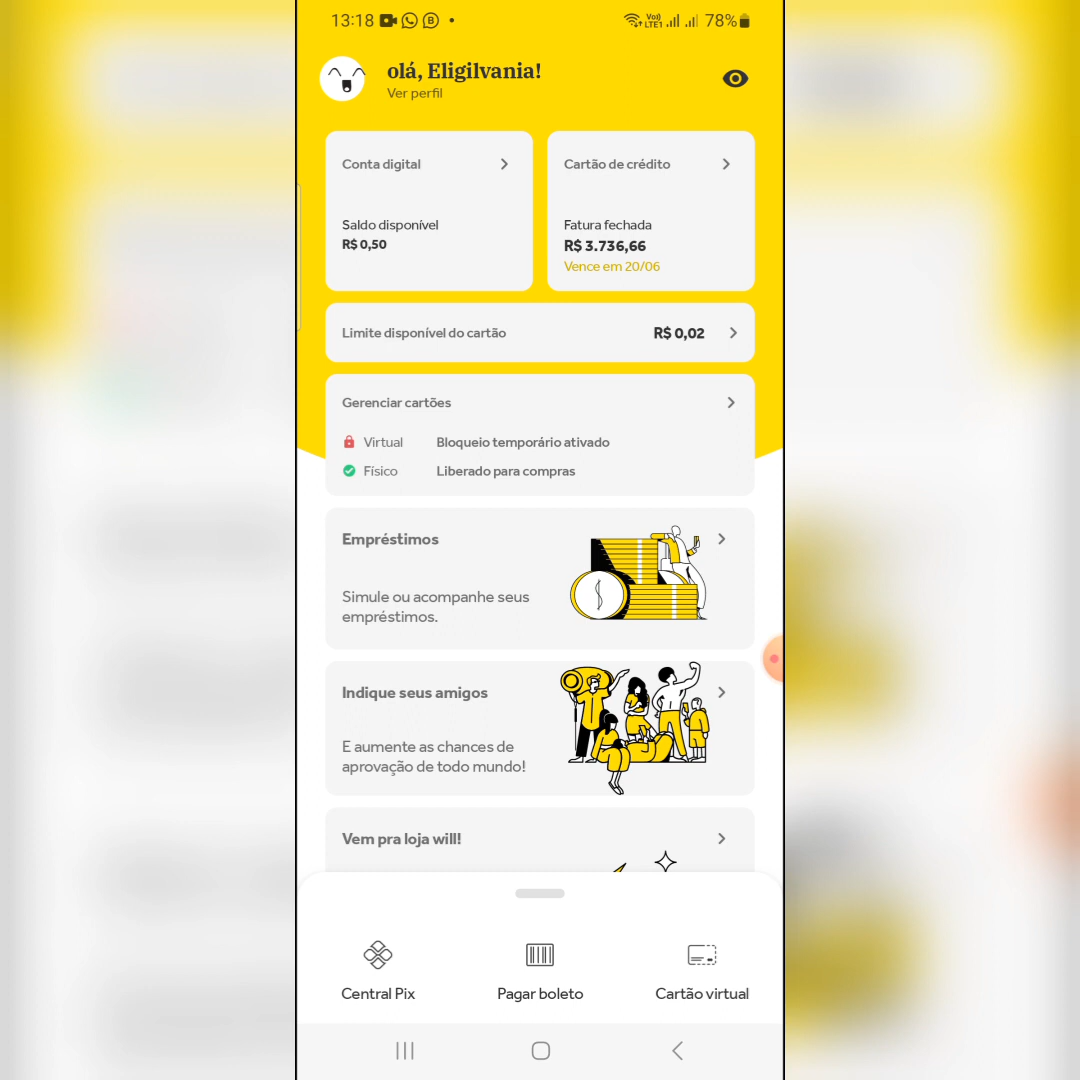 13:18
Vo)) LTE1 78%
olá, Eligilvania!
Ver perfil
Conta digital
Saldo disponível
R$ 0,50
Cartão de crédito
Fatura fechada
R$ 3.736,66
Vence em 20/06
Limite disponível do cartão R$ 0,02
Gerenciar cartões
Virtual Bloqueio temporário ativado
Físico Liberado para compras
Empréstimos
Simule ou acompanhe seus
empréstimos.
Indique seus amigos
E aumente as chances de
aprovação de todo mundo!
Vem pra loja will!
Central Pix
Pagar boleto
Cartão virtual